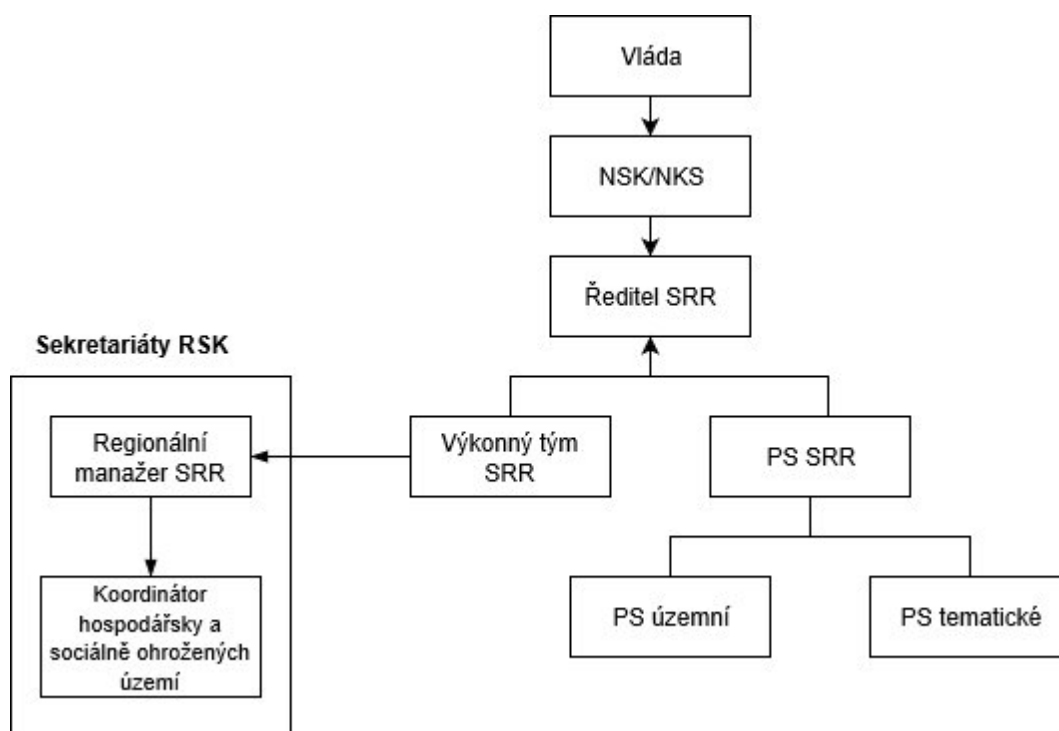 Vláda
NSK/NKS
Ředitel SRR
Sekretariáty RSK
Regionální
manažer SRR
Výkonný tým
SRR
PS SRR
Koordinátor
hospodářsky a
sociálně ohrožených
území
PS územní
PS tematické